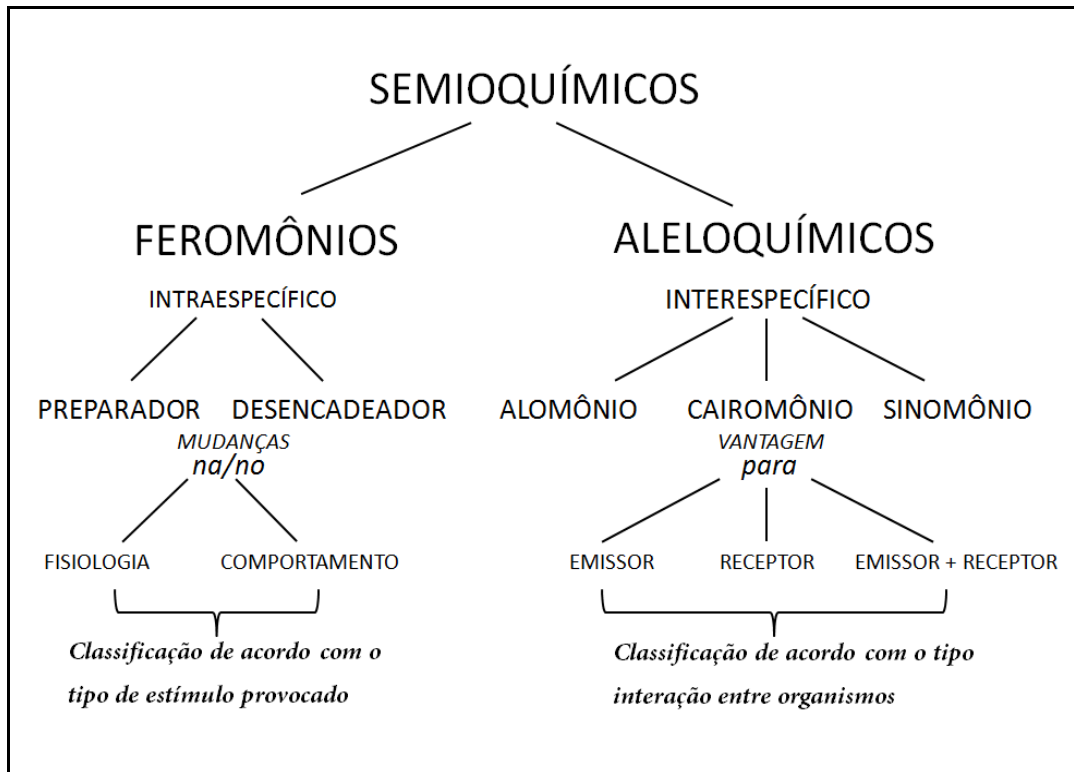 SEMIOQUÍMICOS
FEROMÔNIOS
ALELOQUÍMICOS
INTRAESPECÍFICO
INTERESPECÍFICO
PREPARADOR
DESENCADEADOR
ALOMÔNIO
CAIROMÔNIO
SINOMÔNIO
MUDANÇAS
na/no
VANTAGEM
para
FISIOLOGIA
COMPORTAMENTO
EMISSOR
RECEPTOR
EMISSOR + RECEPTOR
Classificação de acordo com o
tipo de estímulo provocado
Classificação de acordo com o tipo
interação entre organismos